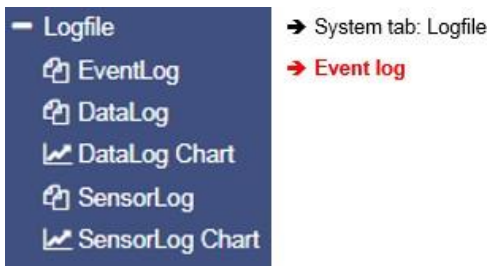 Logfile
EventLog
DataLog
DataLog Chart
SensorLog
SensorLog Chart
➔ System tab: Logfile
➔ Event log